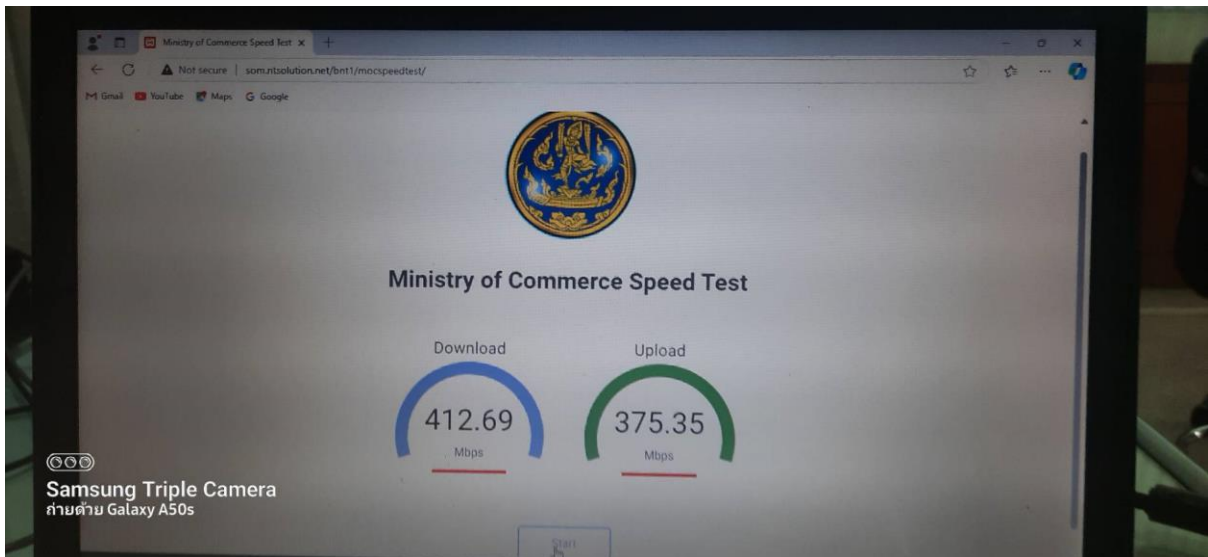 Ministry of Commerce Speed Test
Not secure | som.ntsolution.net/bnt1/mocspeedtest/
Gmail YouTube Maps Google
Ministry of Commerce Speed Test
Download Upload
412.69 375.35
Mbps Mbps
Start
Samsung Triple Camera
ถ่ายด้วย Galaxy A50s